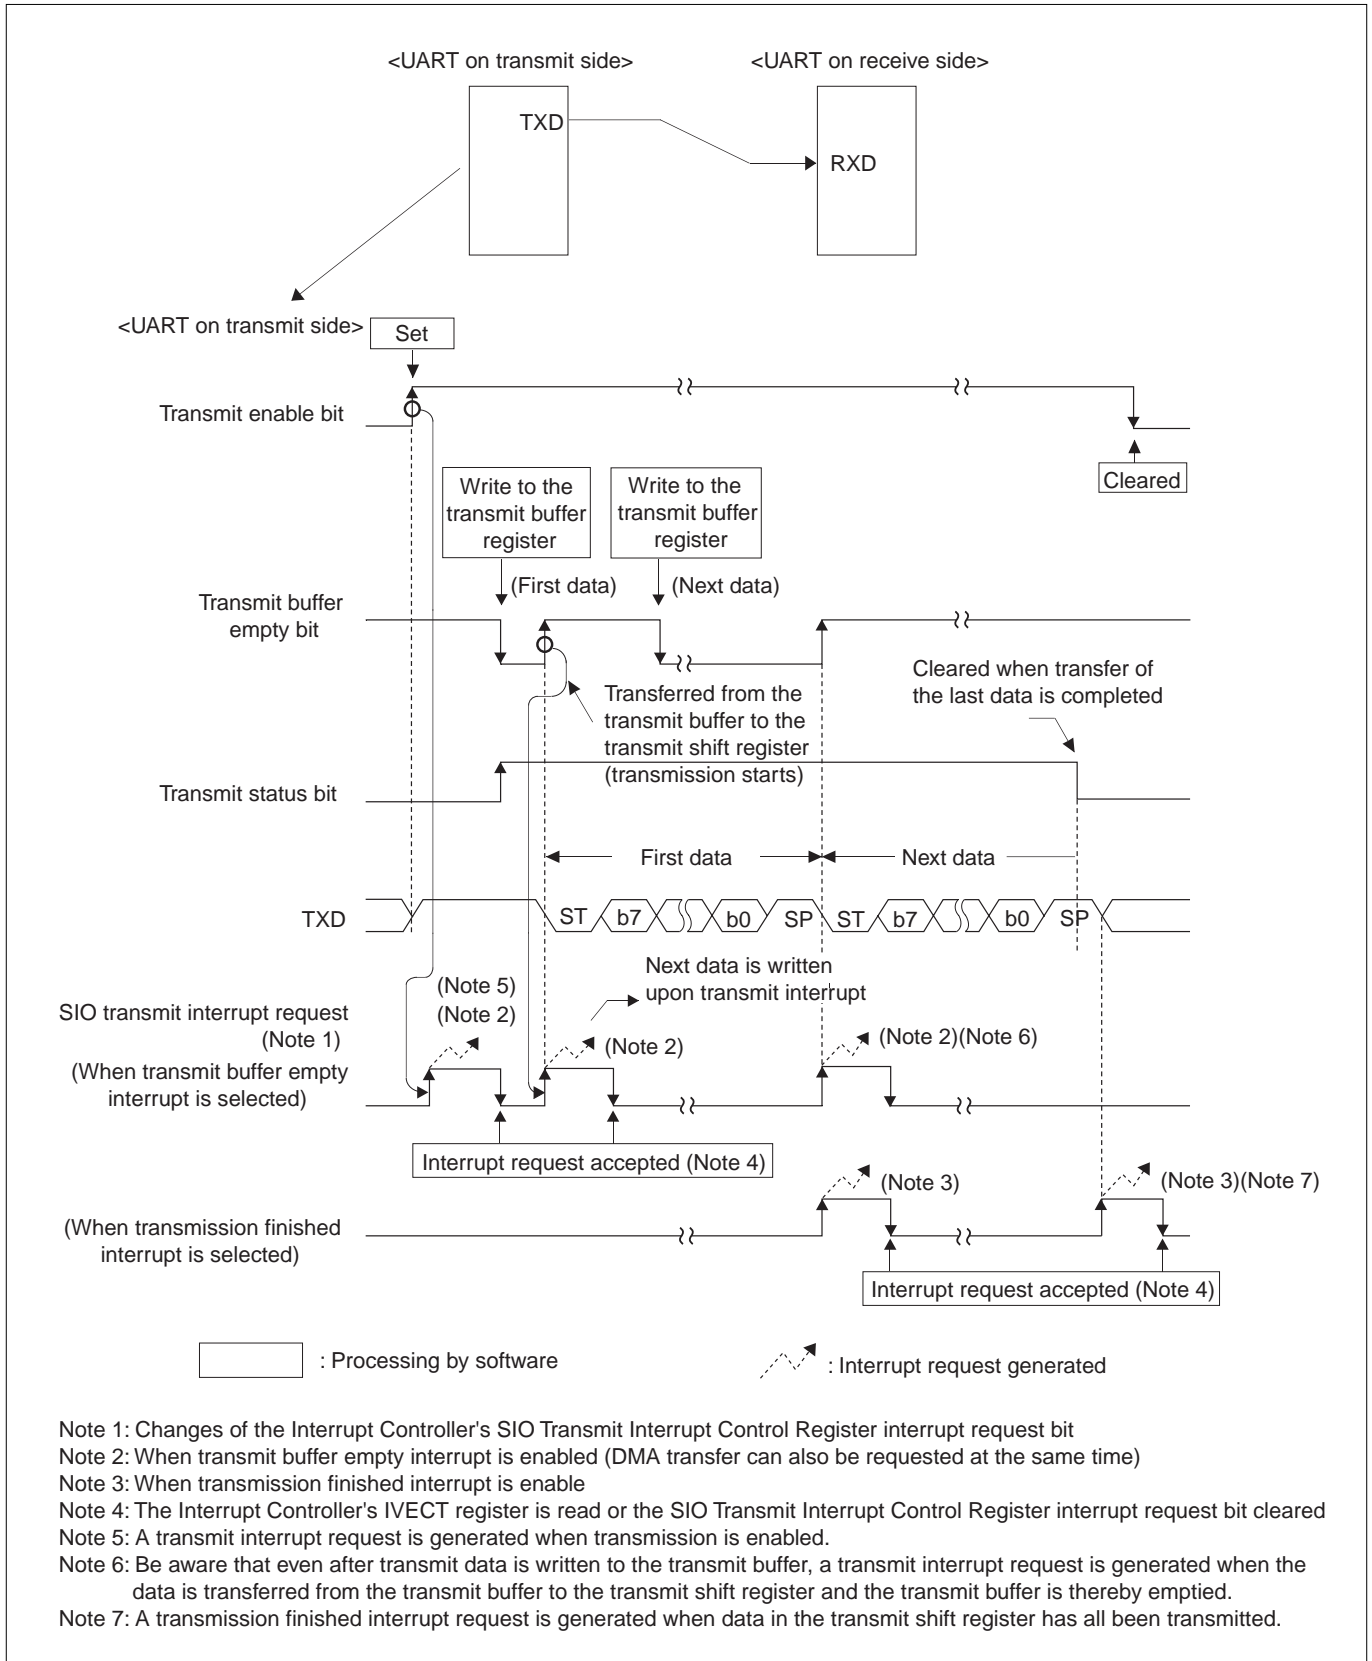 <UART on transmit side>
<UART on receive side>
TXD
RXD
<UART on transmit side>
Set
Transmit enable bit
Cleared
Write to the
transmit buffer
register
Write to the
transmit buffer
register
(First data)
(Next data)
Transmit buffer
empty bit
Cleared when transfer of
the last data is completed
Transferred from the
transmit buffer to the
transmit shift register
(transmission starts)
Transmit status bit
First data
Next data
TXD
ST b7 b0 SP ST b7 b0 SP
Next data is written
upon transmit interrupt
(Note 5)
(Note 2)
SIO transmit interrupt request
(Note 1)
(When transmit buffer empty
interrupt is selected)
(Note 2)
(Note 2)(Note 6)
Interrupt request accepted (Note 4)
(Note 3)
(Note 3)(Note 7)
(When transmission finished
interrupt is selected)
Interrupt request accepted (Note 4)
: Processing by software
: Interrupt request generated
Note 1: Changes of the Interrupt Controller's SIO Transmit Interrupt Control Register interrupt request bit
Note 2: When transmit buffer empty interrupt is enabled (DMA transfer can also be requested at the same time)
Note 3: When transmission finished interrupt is enable
Note 4: The Interrupt Controller's IVECT register is read or the SIO Transmit Interrupt Control Register interrupt request bit cleared
Note 5: A transmit interrupt request is generated when transmission is enabled.
Note 6: Be aware that even after transmit data is written to the transmit buffer, a transmit interrupt request is generated when the
data is transferred from the transmit buffer to the transmit shift register and the transmit buffer is thereby emptied.
Note 7: A transmission finished interrupt request is generated when data in the transmit shift register has all been transmitted.